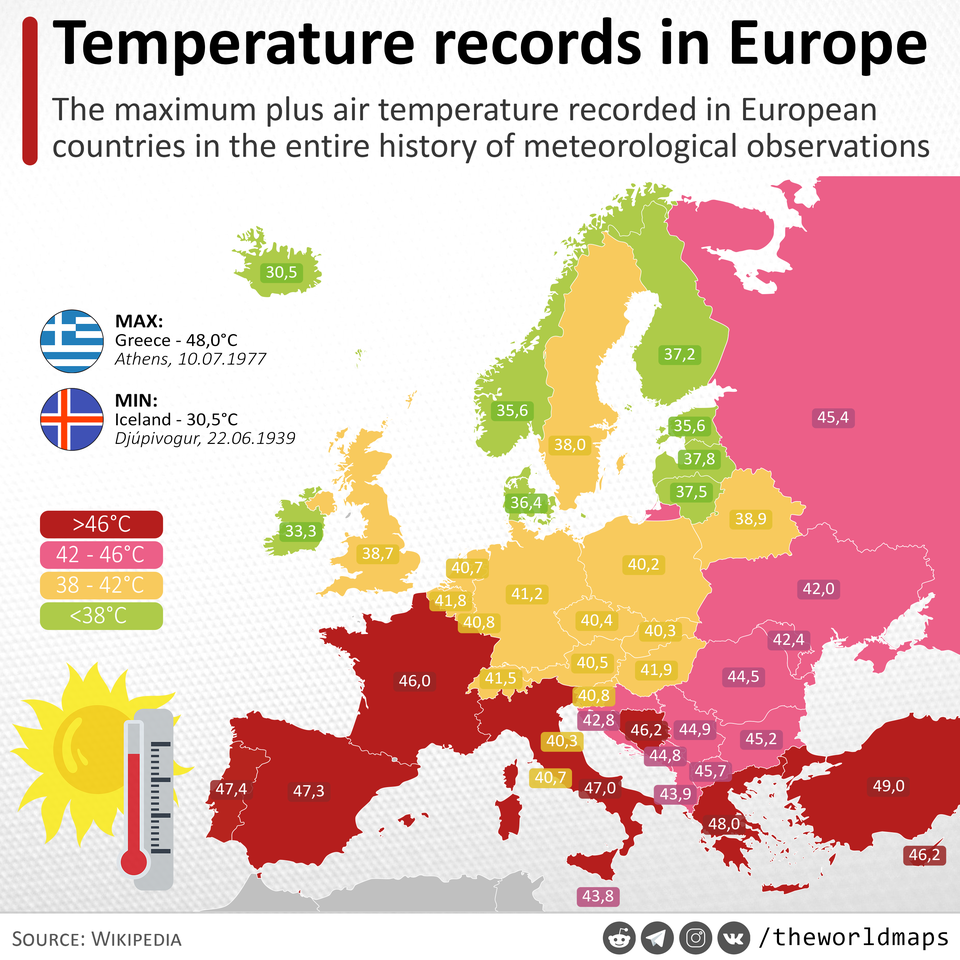 Temperature records in Europe
The maximum plus air temperature recorded in European
countries in the entire history of meteorological observations
30,5
MAX:
Greece - 48,0°C
Athens, 10.07.1977
MIN:
Iceland - 30,5°C
Djúpivogur, 22.06.1939
37,2
35,6
45,4
35,6
38,0
37,8
37,5
36,4
38,9
33,3
38,7
>46°C
42 - 46°C
38 - 42°C
<38°C
40,7
40,2
41,2
42,0
41,8
40,8
40,4
40,3
42,4
40,5
41,9
41,5
46,0
44,5
40,8
42,8
46,2
44,9
45,2
40,3
44,8
45,7
40,7
47,4
47,3
47,0
43,9
49,0
48,0
46,2
43,8
SOURCE: WIKIPEDIA
/theworldmaps